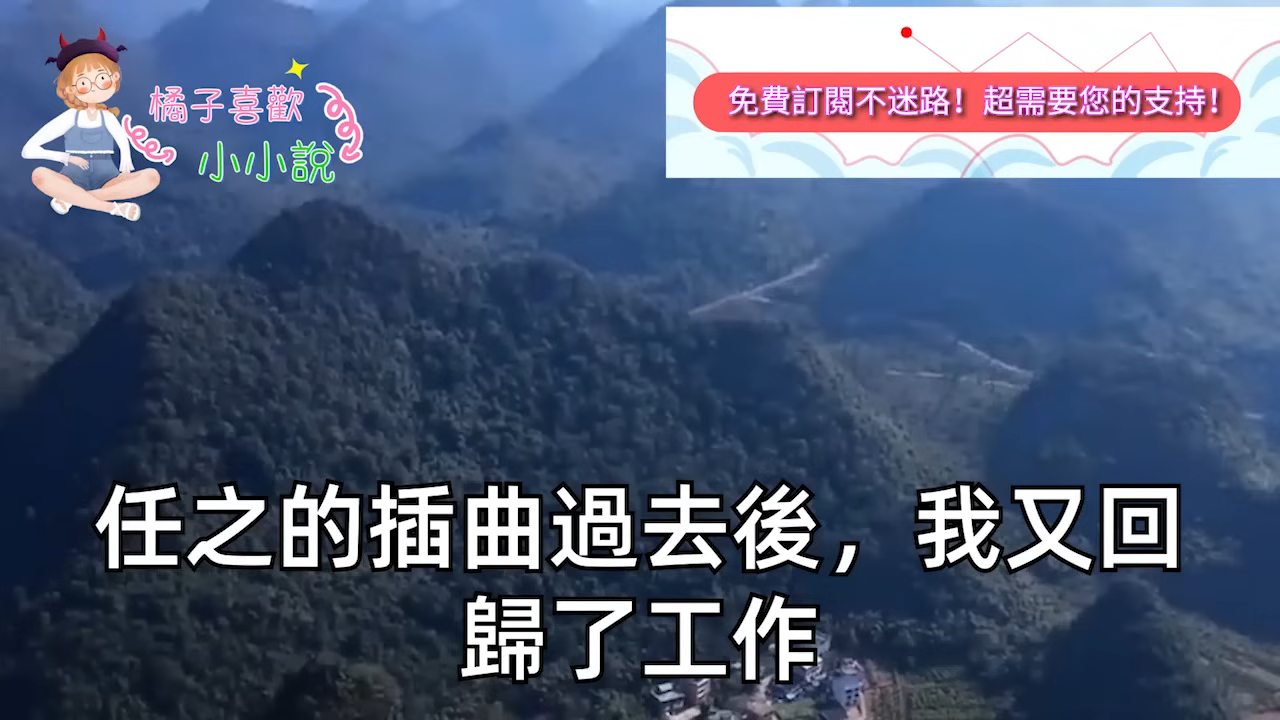 橘子喜歡
小小說
免費訂閱不迷路！超需要您的支持！
任之的插曲過去後，我又回
歸了工作